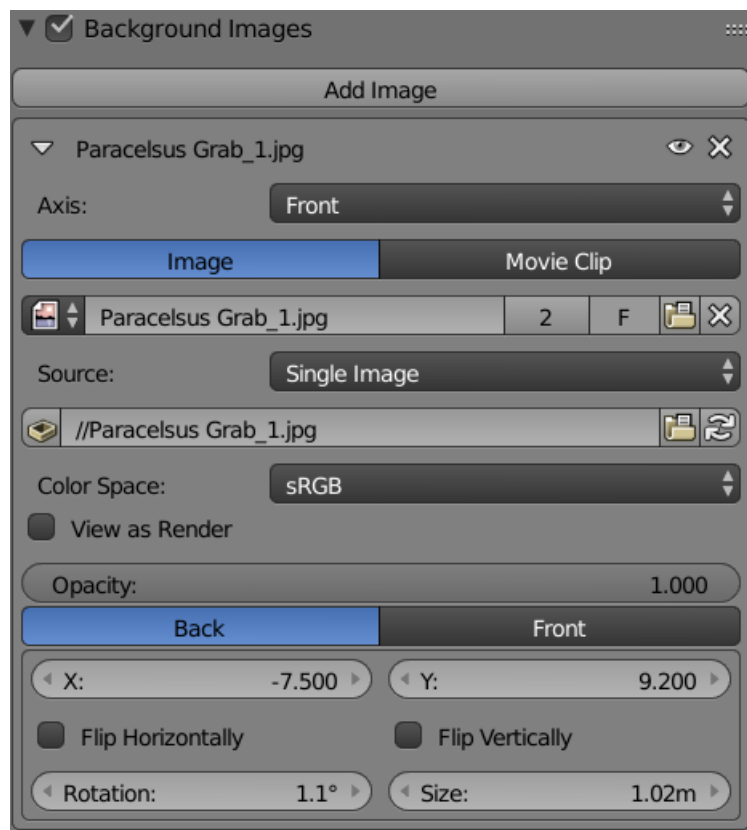 Background Images
Add Image
Paracelsus Grab_1.jpg
Axis: Front
Image Movie Clip
Paracelsus Grab_1.jpg 2 F
Source: Single Image
//Paracelsus Grab_1.jpg
Color Space: sRGB
View as Render
Opacity: 1.000
Back Front
X: -7.500 Y: 9.200
Flip Horizontally Flip Vertically
Rotation: 1.1° Size: 1.02m